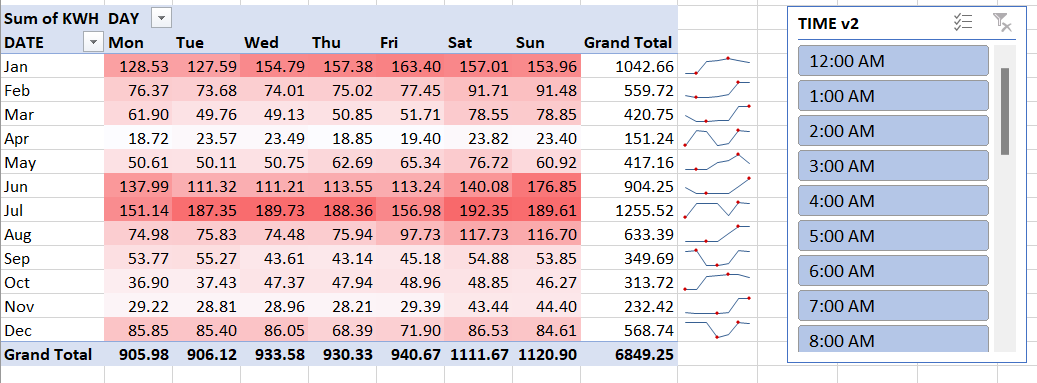 Sum of KWH DAY
DATE Mon Tue Wed Thu Fri Sat Sun Grand Total
Jan 128.53 127.59 154.79 157.38 163.40 157.01 153.96 1042.66
Feb 76.37 73.68 74.01 75.02 77.45 91.71 91.48 559.72
Mar 61.90 49.76 49.13 50.85 51.71 78.55 78.85 420.75
Apr 18.72 23.57 23.49 18.85 19.40 23.82 23.40 151.24
May 50.61 50.11 50.75 62.69 65.34 76.72 60.92 417.16
Jun 137.99 111.32 111.21 113.55 113.24 140.08 176.85 904.25
Jul 151.14 187.35 189.73 188.36 156.98 192.35 189.61 1255.52
Aug 74.98 75.83 74.48 75.94 97.73 117.73 116.70 633.39
Sep 53.77 55.27 43.61 43.14 45.18 54.88 53.85 349.69
Oct 36.90 37.43 47.37 47.94 48.96 48.85 46.27 313.72
Nov 29.22 28.81 28.96 28.21 29.39 43.44 44.40 232.42
Dec 85.85 85.40 86.05 68.39 71.90 86.53 84.61 568.74
Grand Total 905.98 906.12 933.58 930.33 940.67 1111.67 1120.90 6849.25
TIME v2
12:00 AM
1:00 AM
2:00 AM
3:00 AM
4:00 AM
5:00 AM
6:00 AM
7:00 AM
8:00 AM